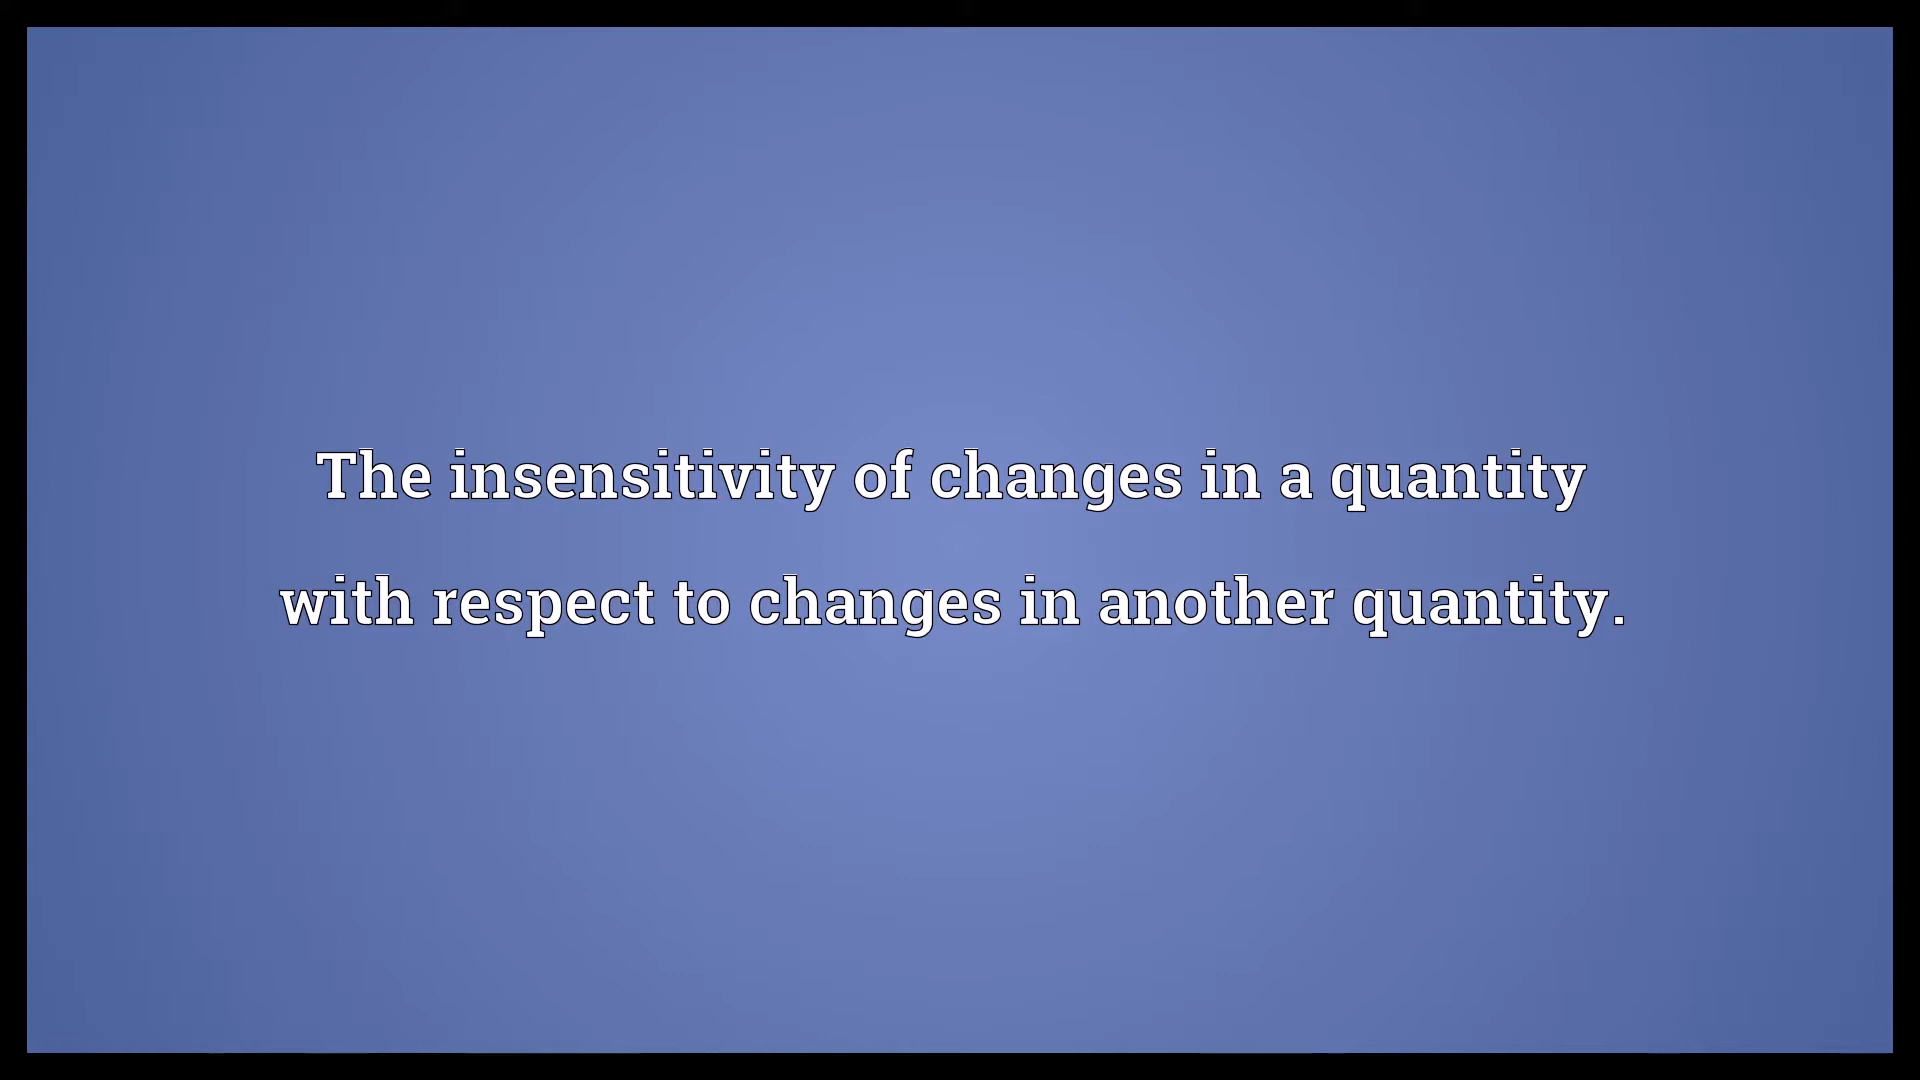 The insensitivity of changes in a quantity
with respect to changes in another quantity.